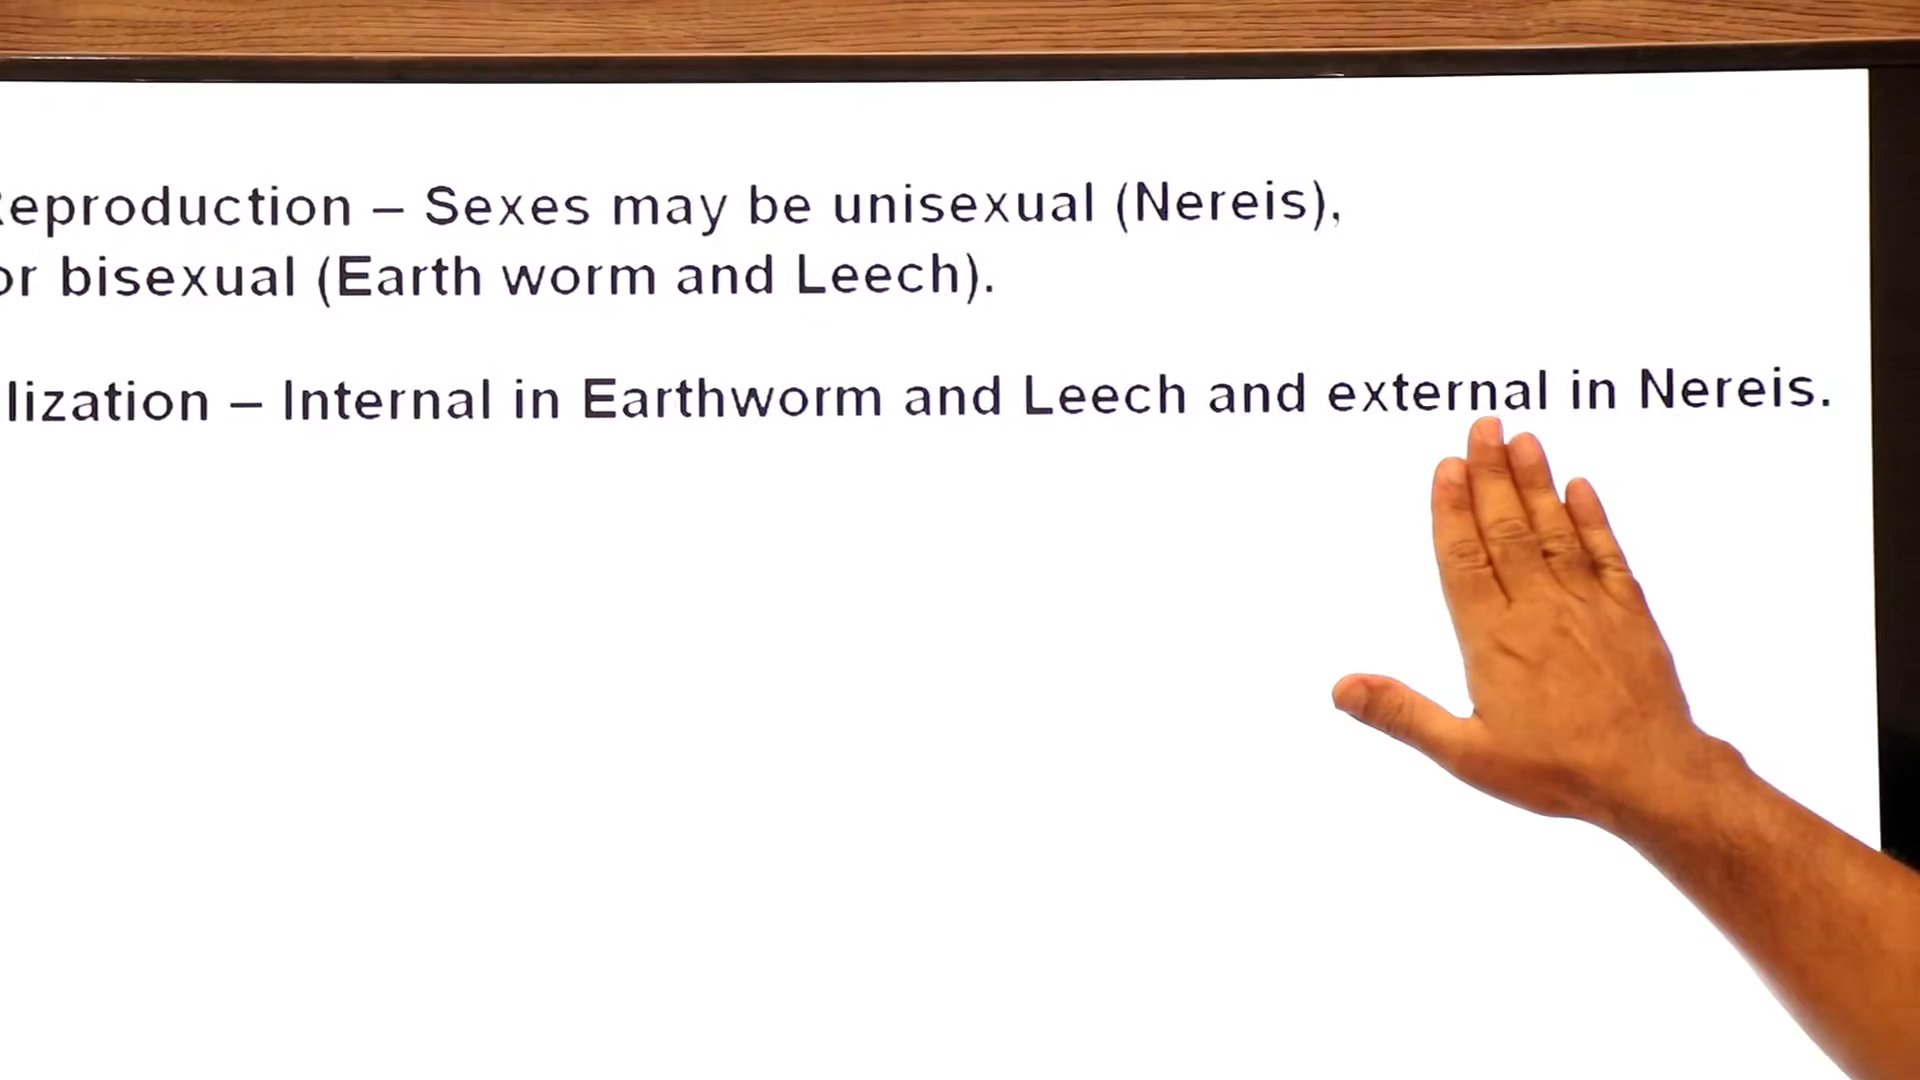 Reproduction – Sexes may be unisexual (Nereis),
or bisexual (Earth worm and Leech).
lization – Internal in Earthworm and Leech and external in Nereis.